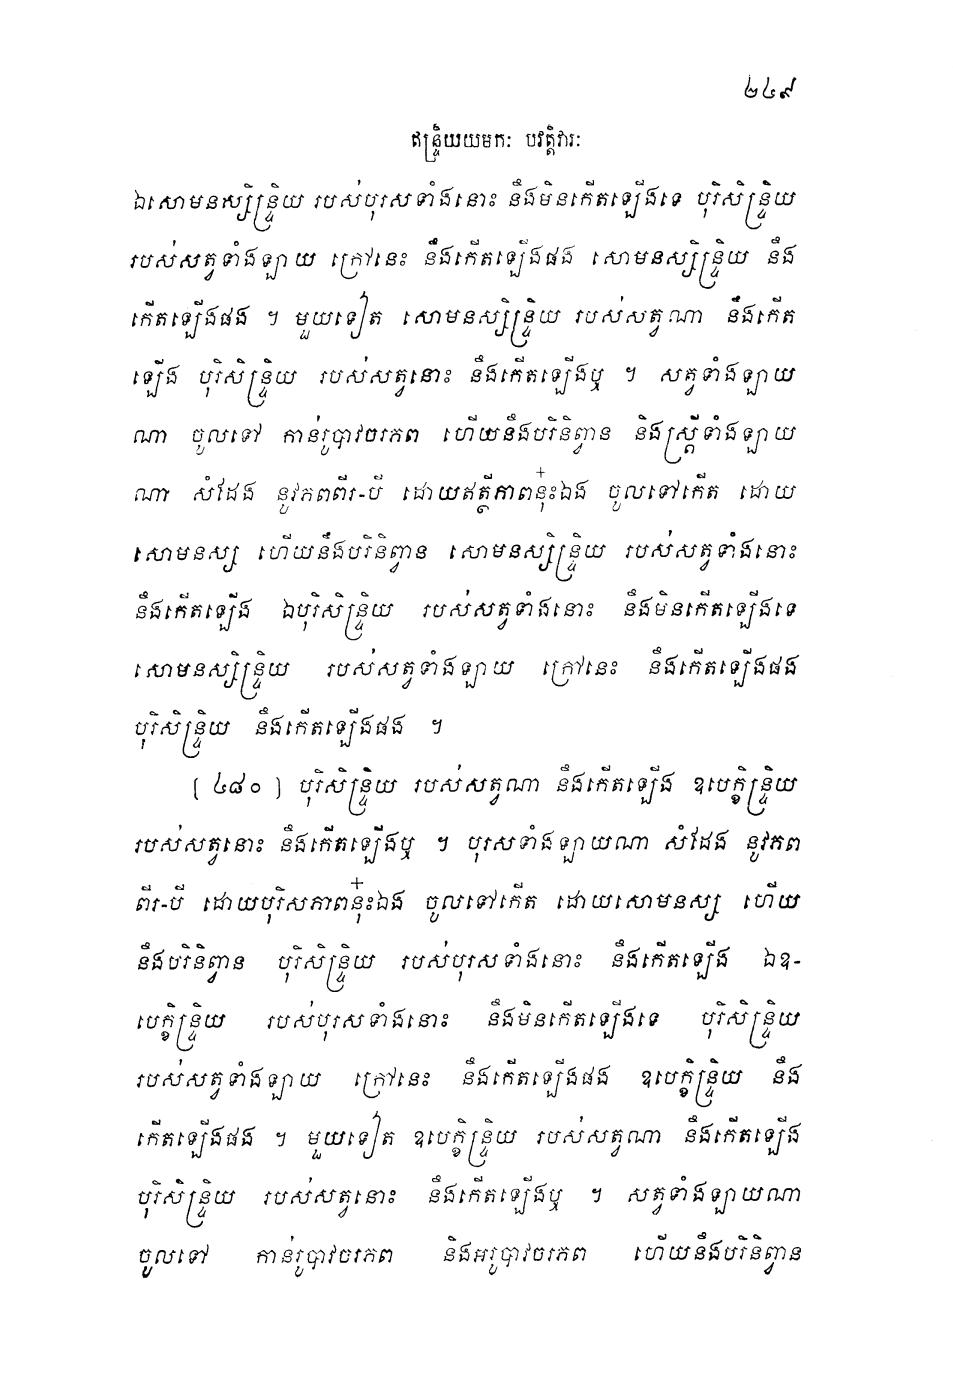 ២៤៩
ឥន្ទ្រិយយមកៈ បវត្តិវារៈ
ឯសោមនស្សិន្ទ្រិយ របស់បុរសទាំងនោះ នឹងមិនកើតឡើងទេ បុរិសិន្ទ្រិយ
របស់សត្វទាំងឡាយ ក្រៅនេះ នឹងកើតឡើងផង សោមនស្សិន្ទ្រិយ នឹង
កើតឡើងផង ។ មួយទៀត សោមនស្សិន្ទ្រិយ របស់សត្វណា នឹងកើត
ឡើង បុរិសិន្ទ្រិយ របស់សត្វនោះ នឹងកើតឡើងឬ ។ សត្វទាំងឡាយ
ណា ចូលទៅ កាន់រូបាវចរភព ហើយនឹងបរិនិព្វាន និងស្រ្តីទាំងឡាយ
ណា សំដែង នូវភពពីរ-បី ដោយឥត្ថីភាពនុ៎ះឯង ចូលទៅកើត ដោយ
សោមនស្ស ហើយនឹងបរិនិព្វាន សោមនស្សិន្ទ្រិយ របស់សត្វទាំងនោះ
នឹងកើតឡើង ឯបុរិសិន្ទ្រិយ របស់សត្វទាំងនោះ នឹងមិនកើតឡើងទេ
សោមនស្សិន្ទ្រិយ របស់សត្វទាំងឡាយ ក្រៅនេះ នឹងកើតឡើងផង
បុរិសិន្ទ្រិយ នឹងកើតឡើងផង ។
[ ៤៨០ ] បុរិសិន្ទ្រិយ របស់សត្វណា នឹងកើតឡើង ឧបេក្ខិន្ទ្រិយ
របស់សត្វនោះ នឹងកើតឡើងឬ ។ បុរសទាំងឡាយណា សំដែង នូវភព
ពីរ-បី ដោយបុរិសភាពនុ៎ះឯង ចូលទៅកើត ដោយសោមនស្ស ហើយ
នឹងបរិនិព្វាន បុរិសិន្ទ្រិយ របស់បុរសទាំងនោះ នឹងកើតឡើង ឯឧ-
បេក្ខិន្ទ្រិយ របស់បុរសទាំងនោះ នឹងមិនកើតឡើងទេ បុរិសិន្ទ្រិយ
របស់សត្វទាំងឡាយ ក្រៅនេះ នឹងកើតឡើងផង ឧបេក្ខិន្ទ្រិយ នឹង
កើតឡើងផង ។ មួយទៀត ឧបេក្ខិន្ទ្រិយ របស់សត្វណា នឹងកើតឡើង
បុរិសិន្ទ្រិយ របស់សត្វនោះ នឹងកើតឡើងឬ ។ សត្វទាំងឡាយណា
ចូលទៅ កាន់រូបាវចរភព និងអរូបាវចរភព ហើយនឹងបរិនិព្វាន